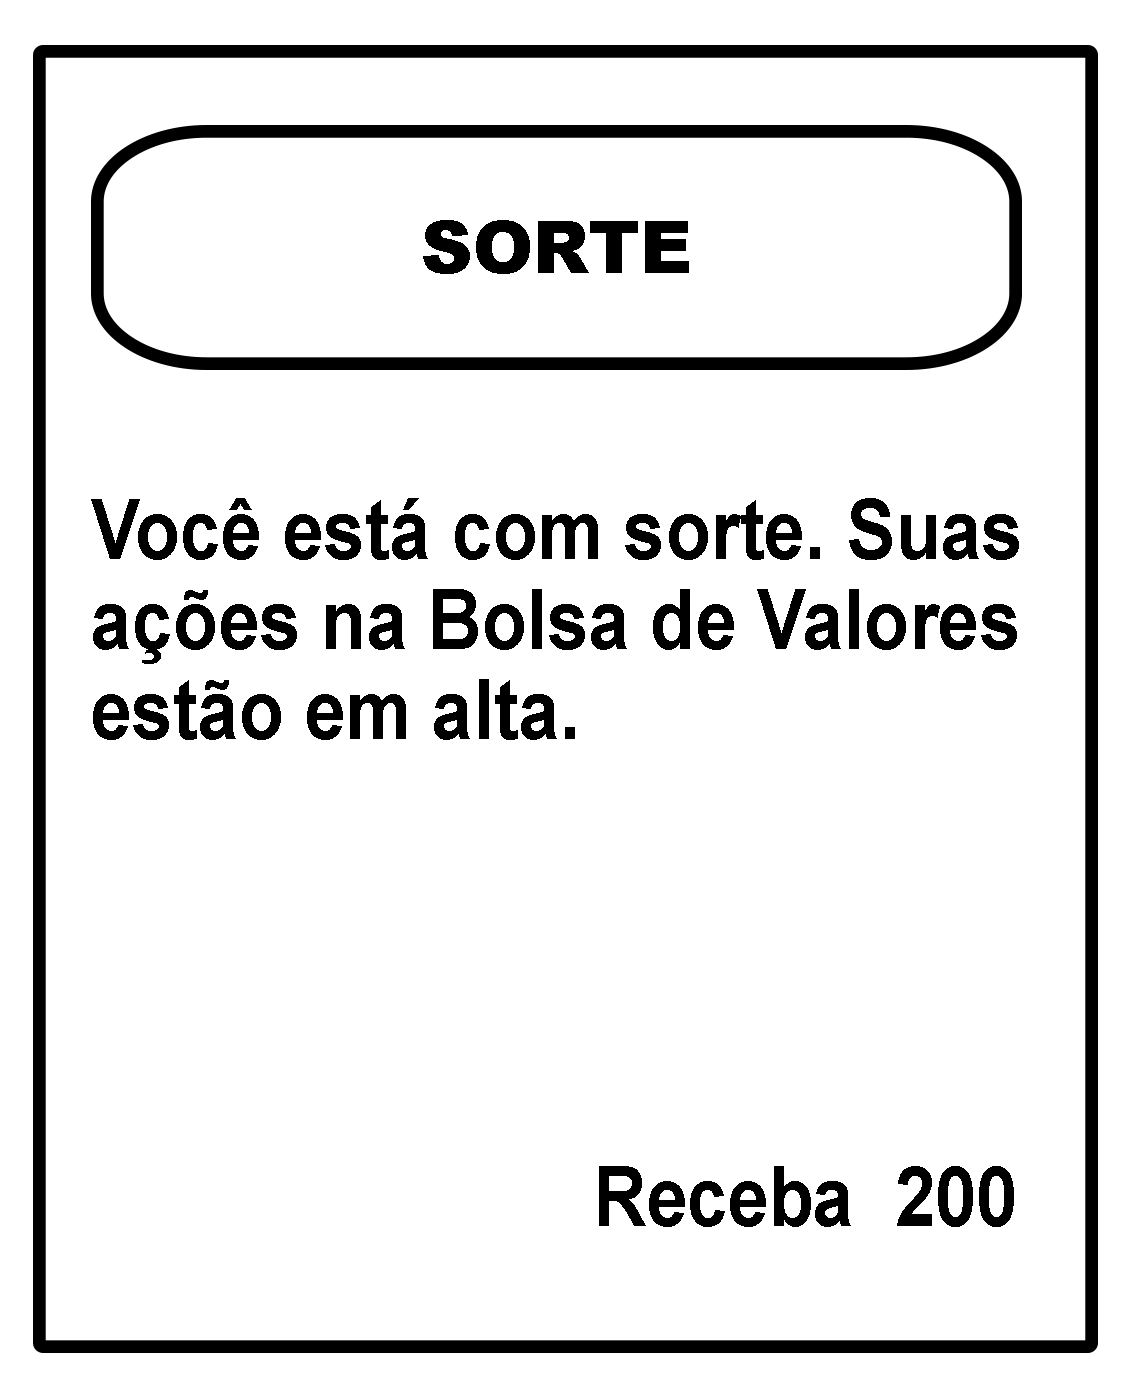 SORTE
Você está com sorte. Suas
ações na Bolsa de Valores
estão em alta.
Receba  200